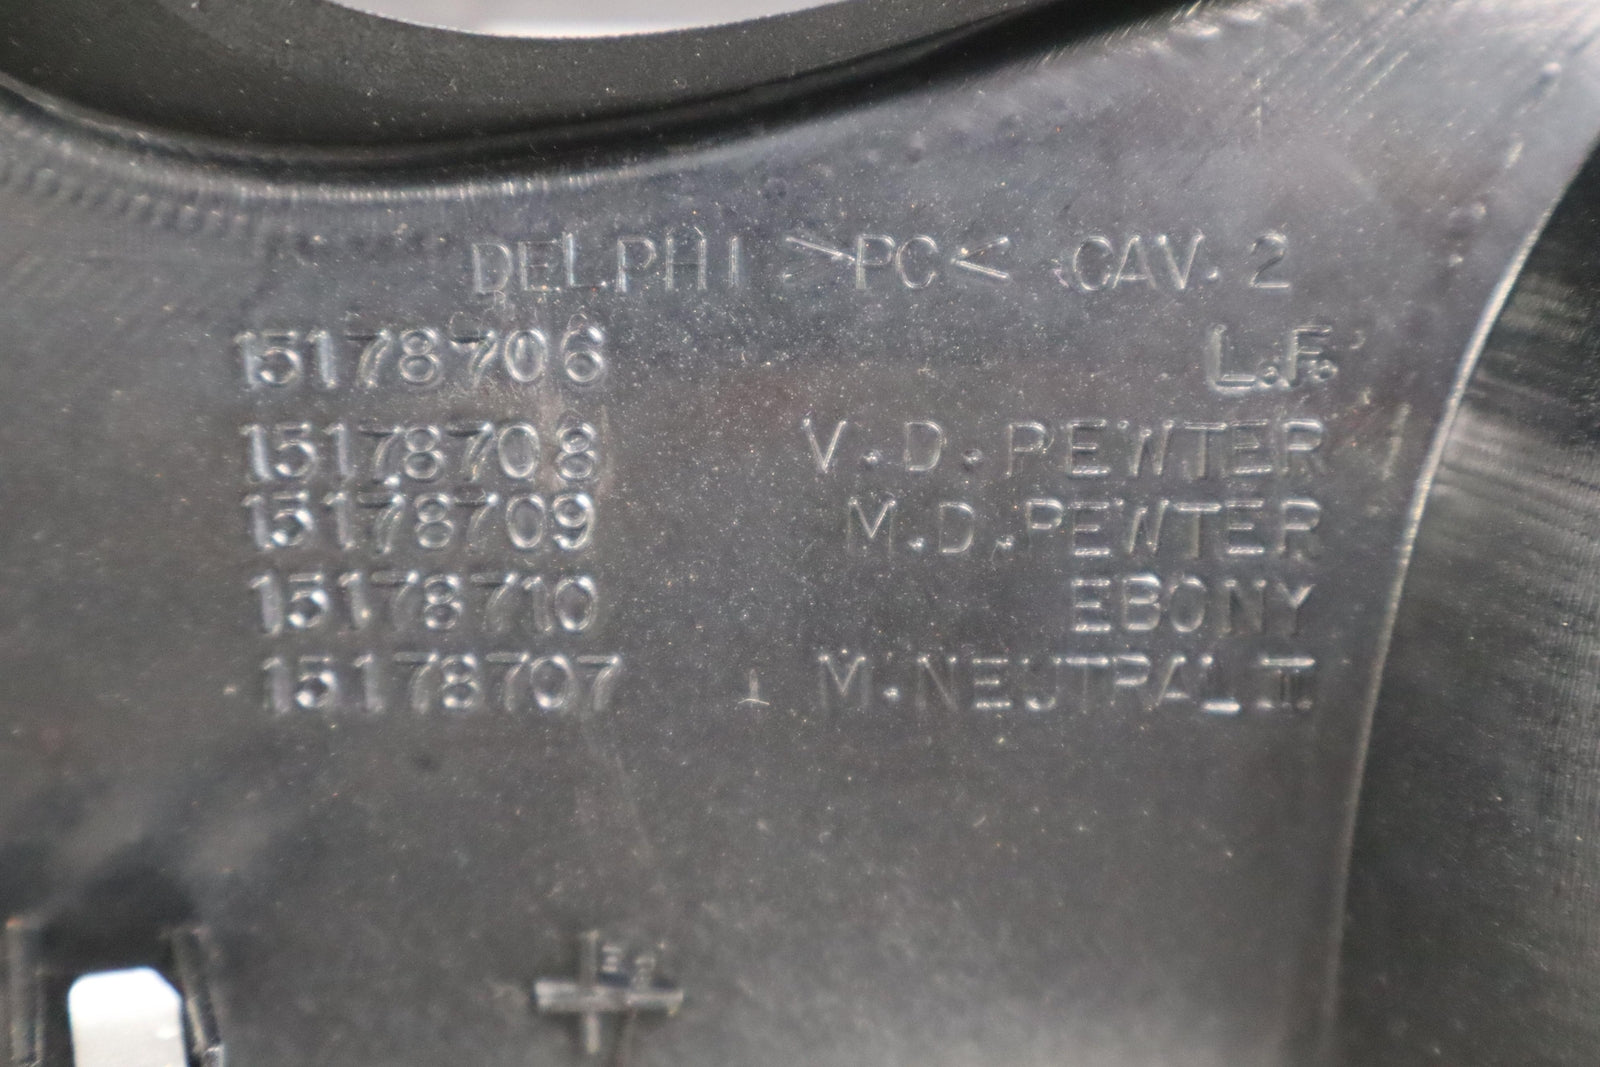 DELPHI >PC< CAV. 2
15178706 L.F.
15178708 V.D.PEWTER
15178709 M.D.PEWTER
15178710 EBONY
15178707 M.NEUTRAL II